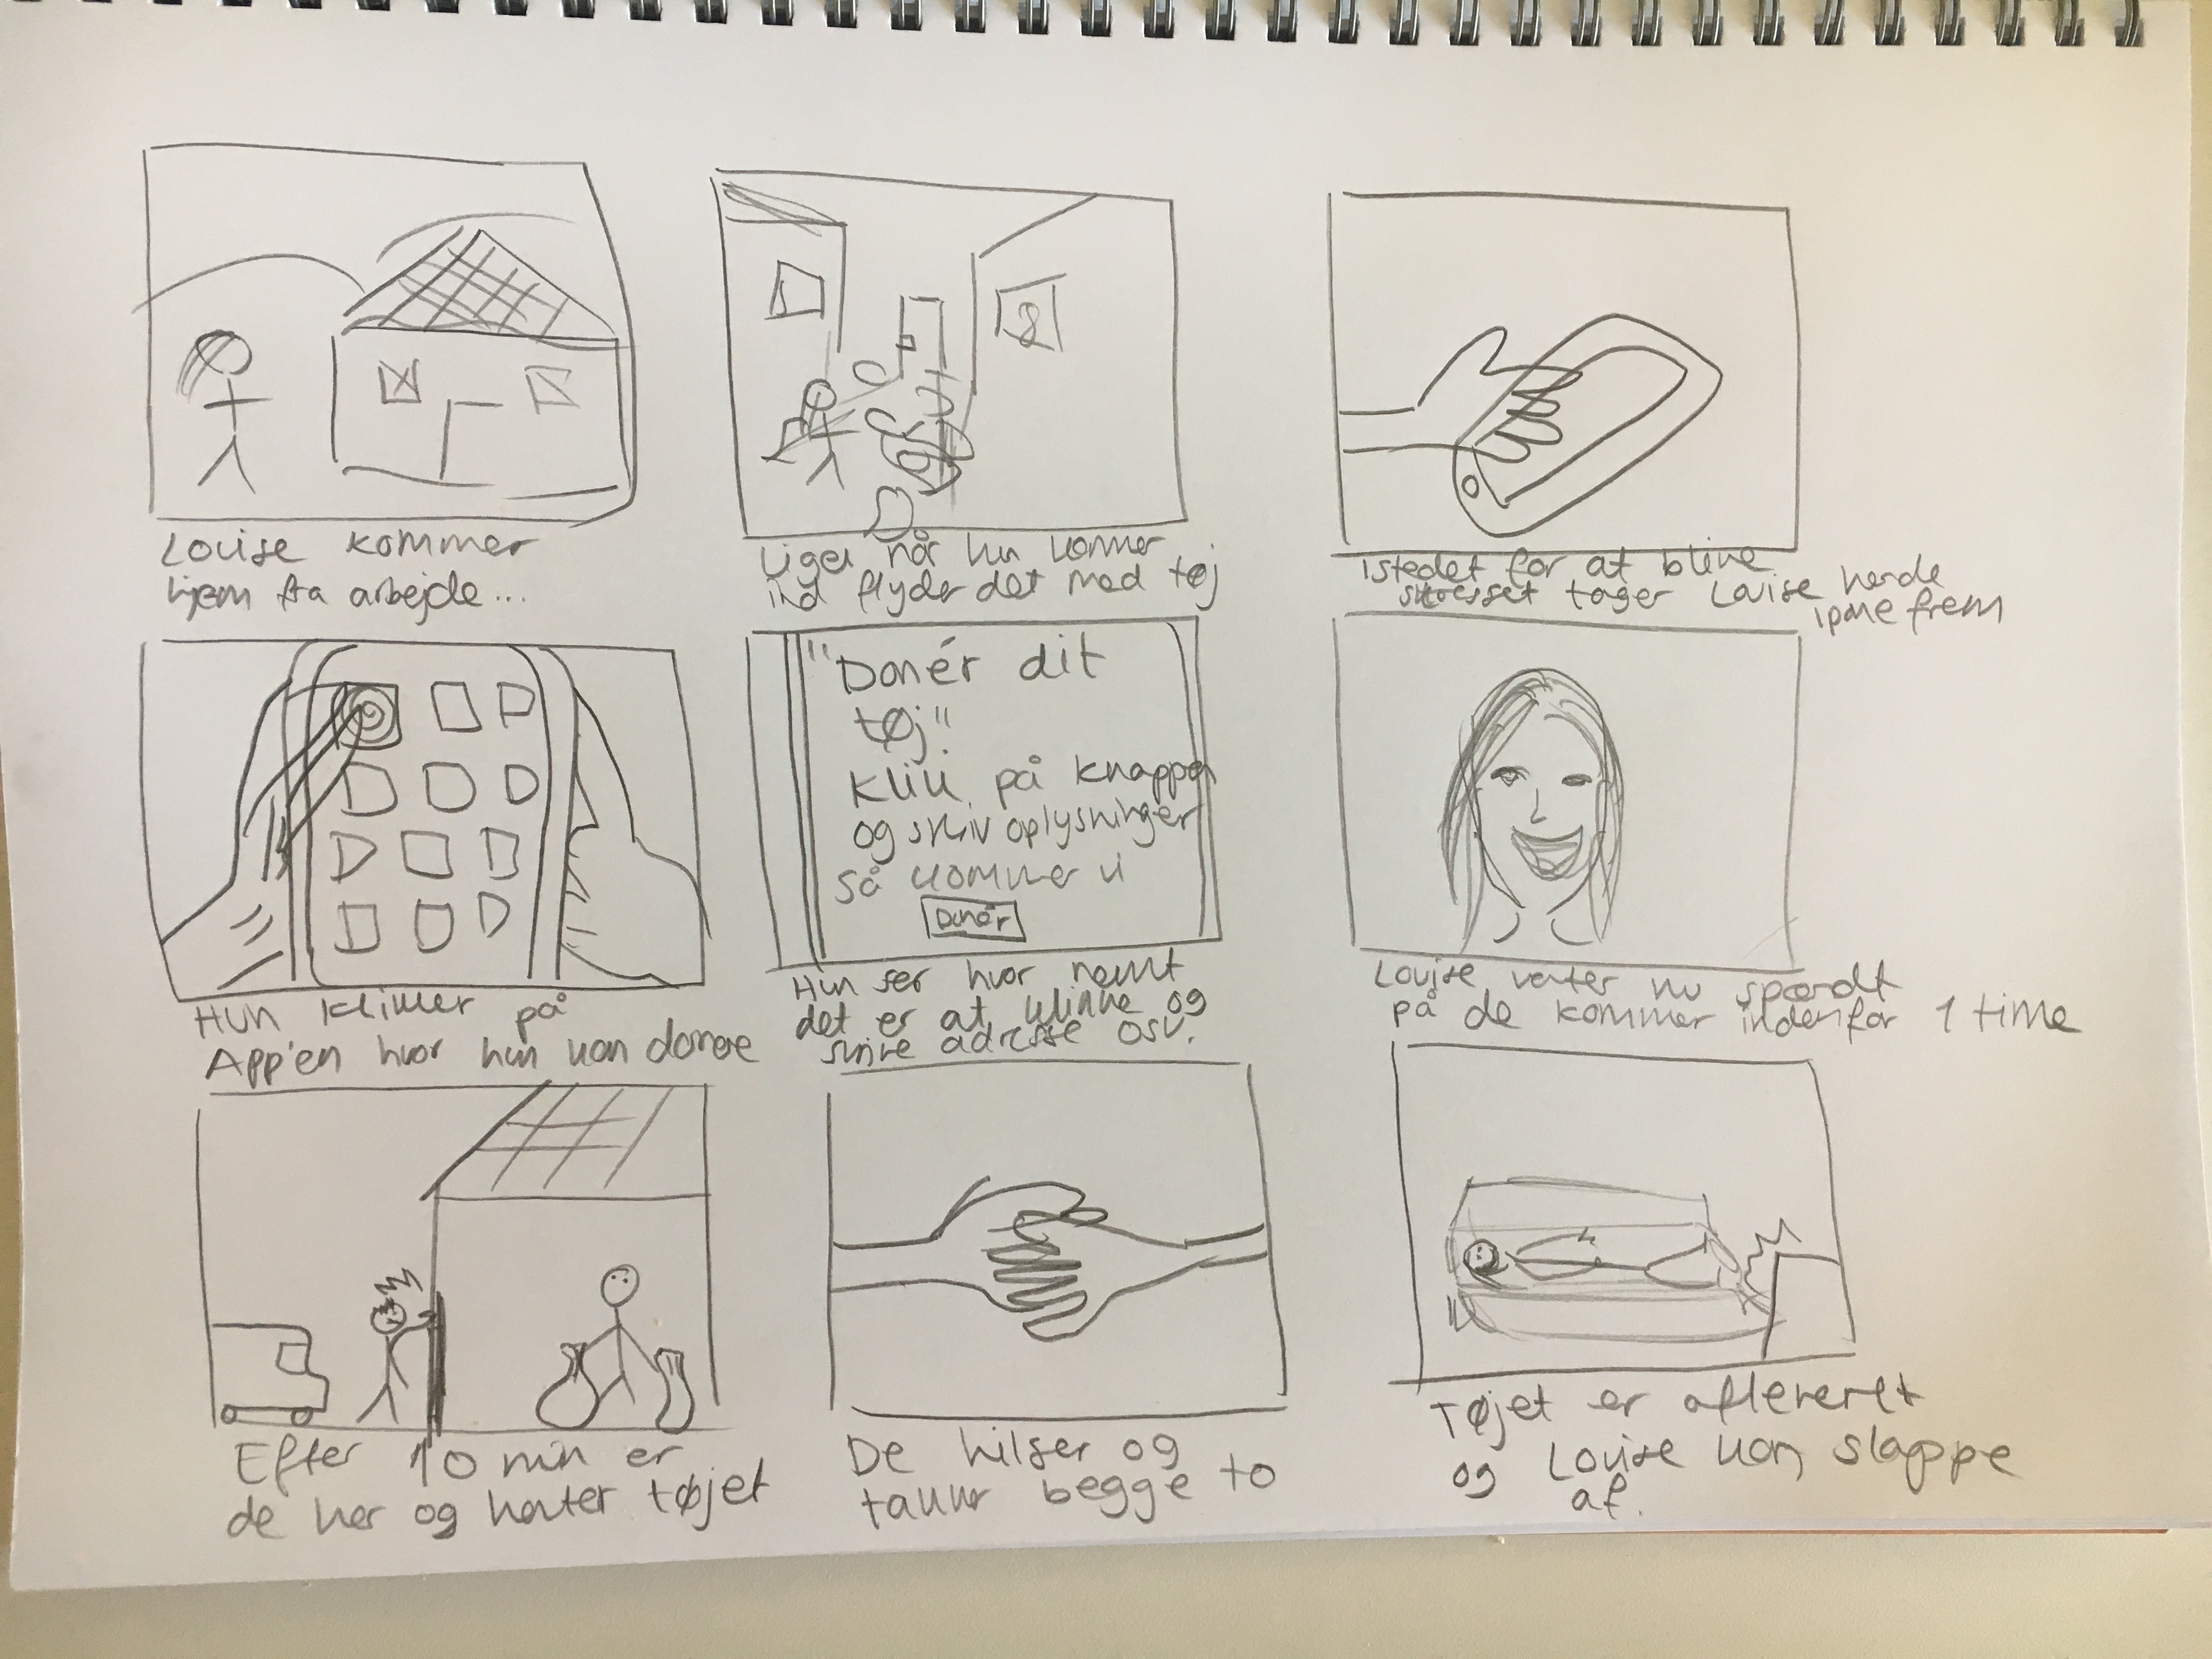 Louise kommer
hjem fra arbejde...
Liger når hun kommer
ind flyder det med tøj
istedet for at blive
stresset tager Louise hende
ipone frem
Hun klikker på
App'en hvor hun kan donere
"Donér dit
tøj"
Klik på knappen
og skriv oplysninger
så kommer vi
Donér
Hun ser hvor nemt
det er at klikke og
skrive adresse osv.
Louise venter nu spændt
på de kommer indenfor 1 time
Efter 10 min er
de her og henter tøjet
De hilser og
takker begge to
Tøjet er afleveret
og Louise kan slappe
af.